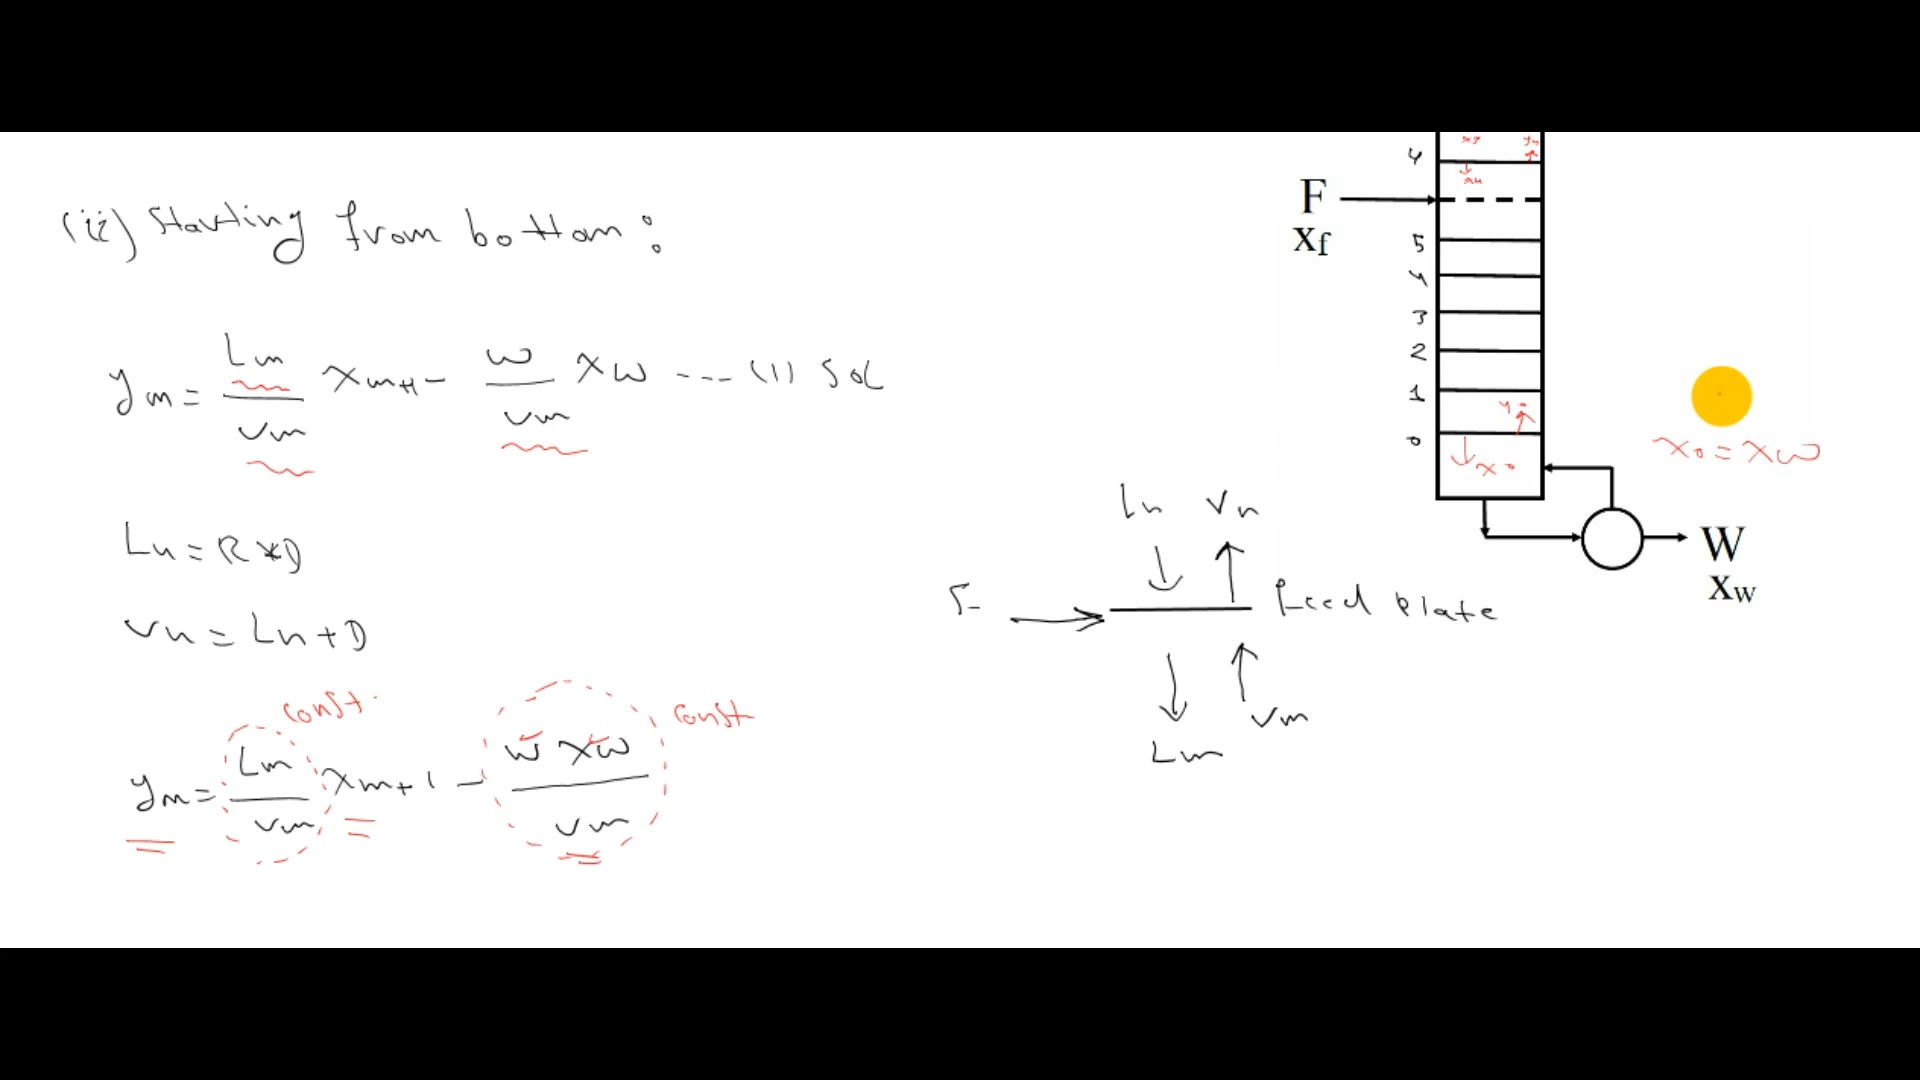 (ii) Starting from bottom:
ym = Lm/vm xm+1 - w/vm xw --- (1) SOL
Ln = R*D
vn = Ln + D
const.
const
ym = Lm/vm xm+1 - w xw/vm
4
F
xf
5
4
3
2
1
0
x0
x0 = xw
W
xw
Ln vn
F
feed plate
Lm
vm